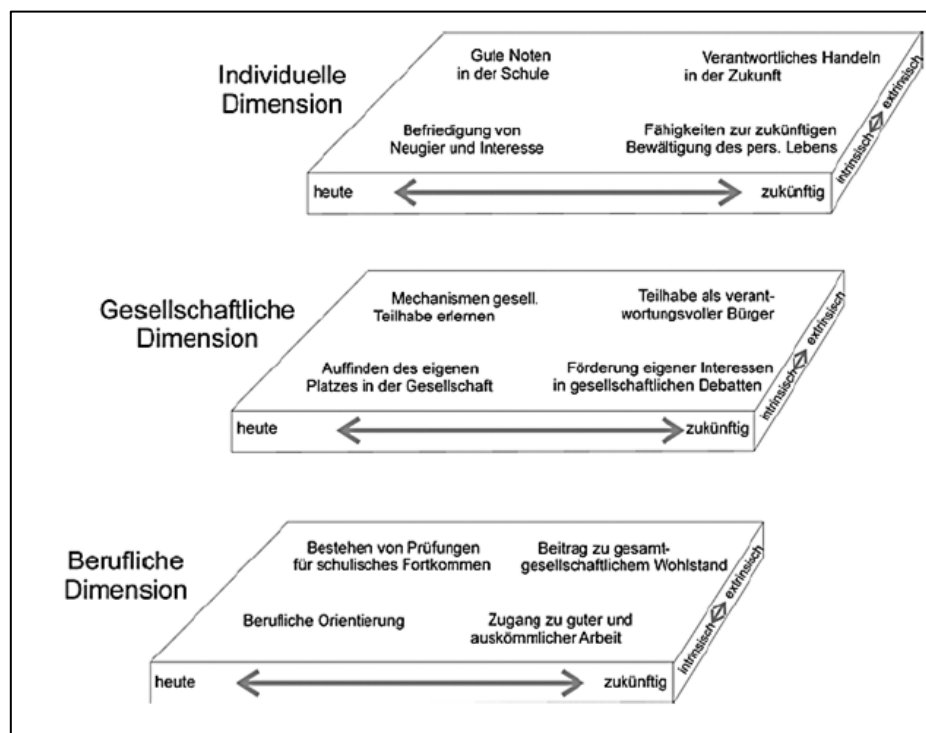 Individuelle
Dimension
Gute Noten
in der Schule
Verantwortliches Handeln
in der Zukunft
Befriedigung von
Neugier und Interesse
Fähigkeiten zur zukünftigen
Bewältigung des pers. Lebens
heute
zukünftig
intrinsisch
extrinsisch
Gesellschaftliche
Dimension
Mechanismen gesell.
Teilhabe erlernen
Teilhabe als verant-
wortungsvoller Bürger
Auffinden des eigenen
Platzes in der Gesellschaft
Förderung eigener Interessen
in gesellschaftlichen Debatten
heute
zukünftig
intrinsisch
extrinsisch
Berufliche
Dimension
Bestehen von Prüfungen
für schulisches Fortkommen
Beitrag zu gesamt-
gesellschaftlichem Wohlstand
Berufliche Orientierung
Zugang zu guter und
auskömmlicher Arbeit
heute
zukünftig
intrinsisch
extrinsisch